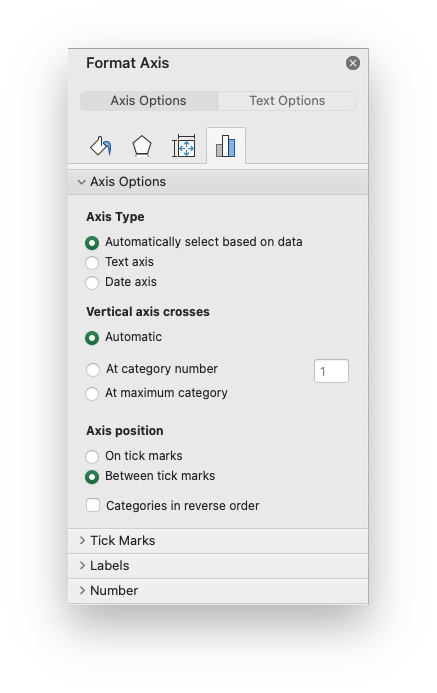 Format Axis
Axis Options Text Options
Axis Options
Axis Type
Automatically select based on data
Text axis
Date axis
Vertical axis crosses
Automatic
At category number 1
At maximum category
Axis position
On tick marks
Between tick marks
Categories in reverse order
Tick Marks
Labels
Number